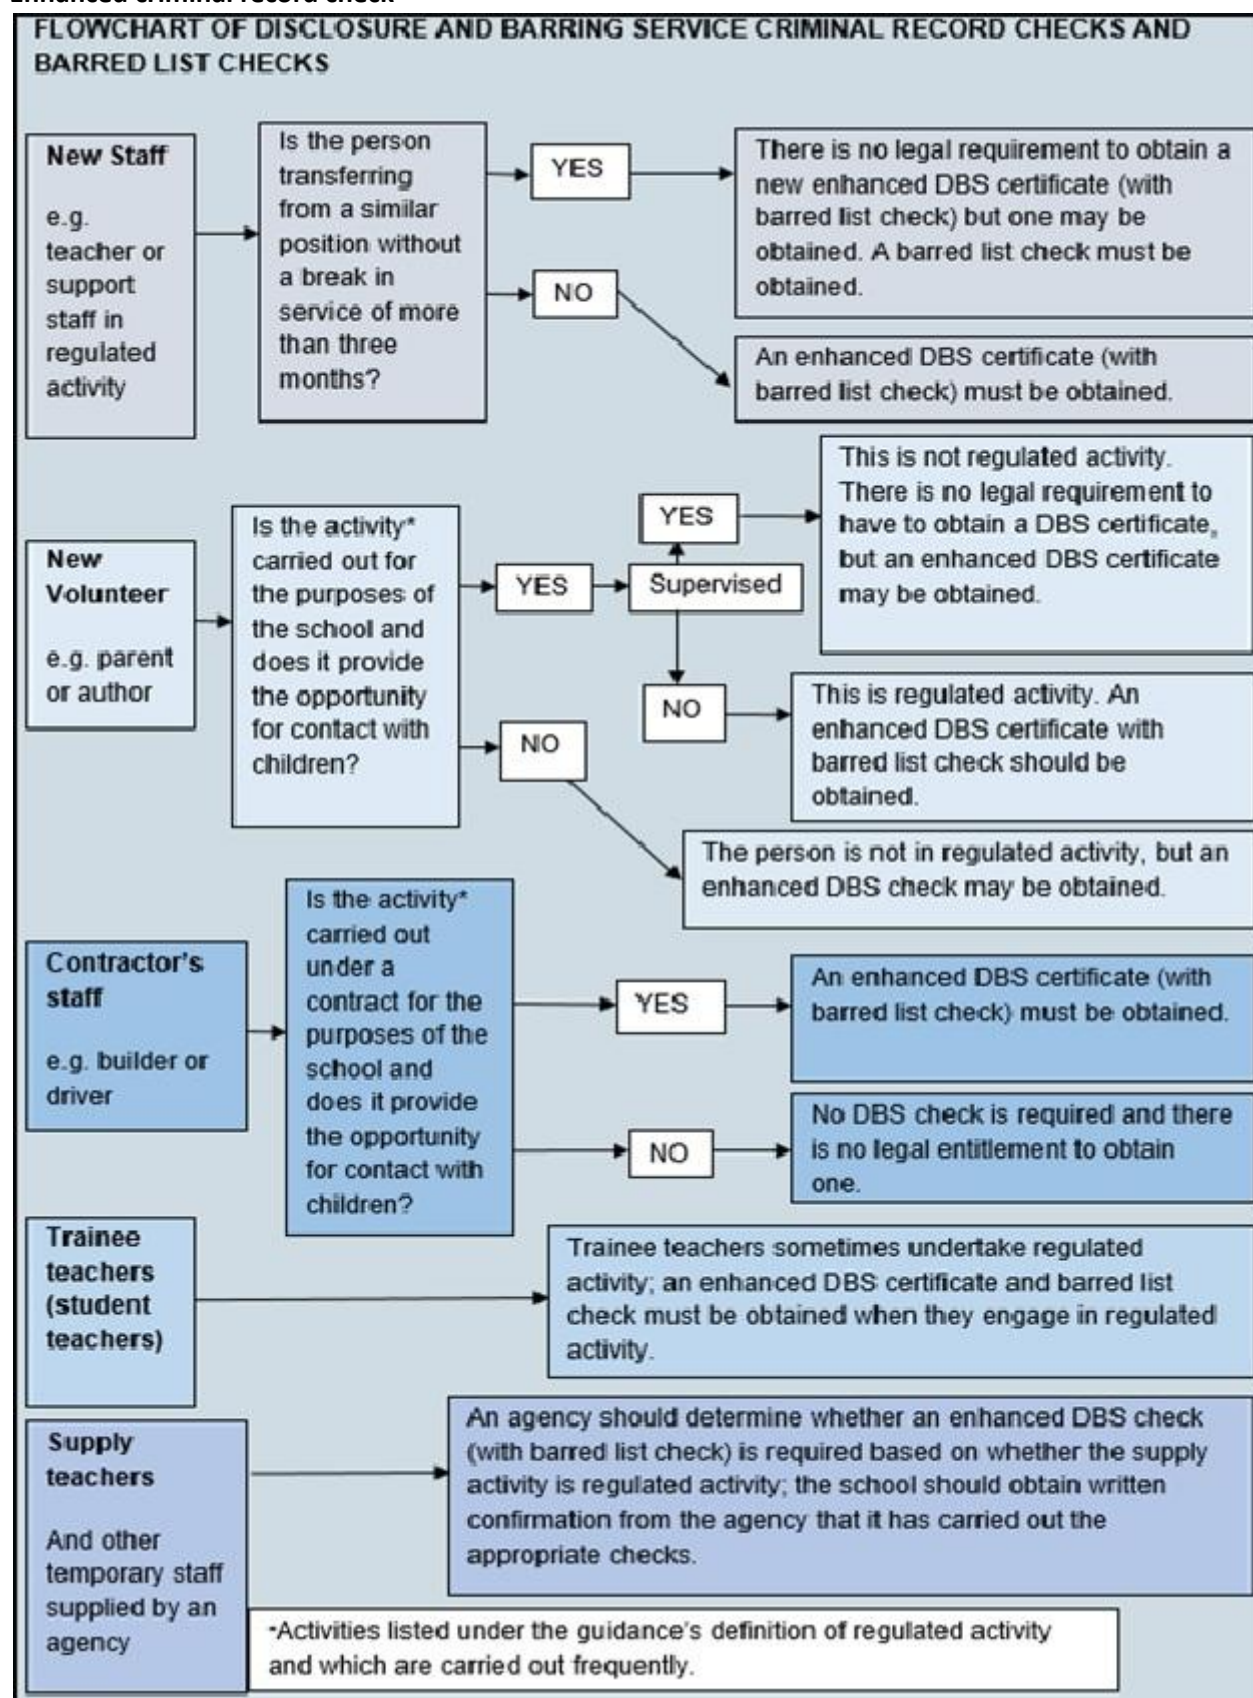 Enhanced criminal record check
FLOWCHART OF DISCLOSURE AND BARRING SERVICE CRIMINAL RECORD CHECKS AND
BARRED LIST CHECKS
New Staff
e.g.
teacher or
support
staff in
regulated
activity
Is the person
transferring
from a similar
position without
a break in
service of more
than three
months?
YES
There is no legal requirement to obtain a
new enhanced DBS certificate (with
barred list check) but one may be
obtained. A barred list check must be
obtained.
NO
An enhanced DBS certificate (with
barred list check) must be obtained.
New
Volunteer
e.g. parent
or author
Is the activity*
carried out for
the purposes of
the school and
does it provide
the opportunity
for contact with
children?
YES
Supervised
YES
This is not regulated activity.
There is no legal requirement to
have to obtain a DBS certificate,
but an enhanced DBS certificate
may be obtained.
NO
This is regulated activity. An
enhanced DBS certificate with
barred list check should be
obtained.
NO
The person is not in regulated activity, but an
enhanced DBS check may be obtained.
Contractor's
staff
e.g. builder or
driver
Is the activity*
carried out
under a
contract for the
purposes of the
school and
does it provide
the opportunity
for contact with
children?
YES
An enhanced DBS certificate (with
barred list check) must be obtained.
NO
No DBS check is required and there
is no legal entitlement to obtain
one.
Trainee
teachers
(student
teachers)
Trainee teachers sometimes undertake regulated
activity; an enhanced DBS certificate and barred list
check must be obtained when they engage in regulated
activity.
Supply
teachers
And other
temporary staff
supplied by an
agency
An agency should determine whether an enhanced DBS check
(with barred list check) is required based on whether the supply
activity is regulated activity; the school should obtain written
confirmation from the agency that it has carried out the
appropriate checks.
*Activities listed under the guidance's definition of regulated activity
and which are carried out frequently.